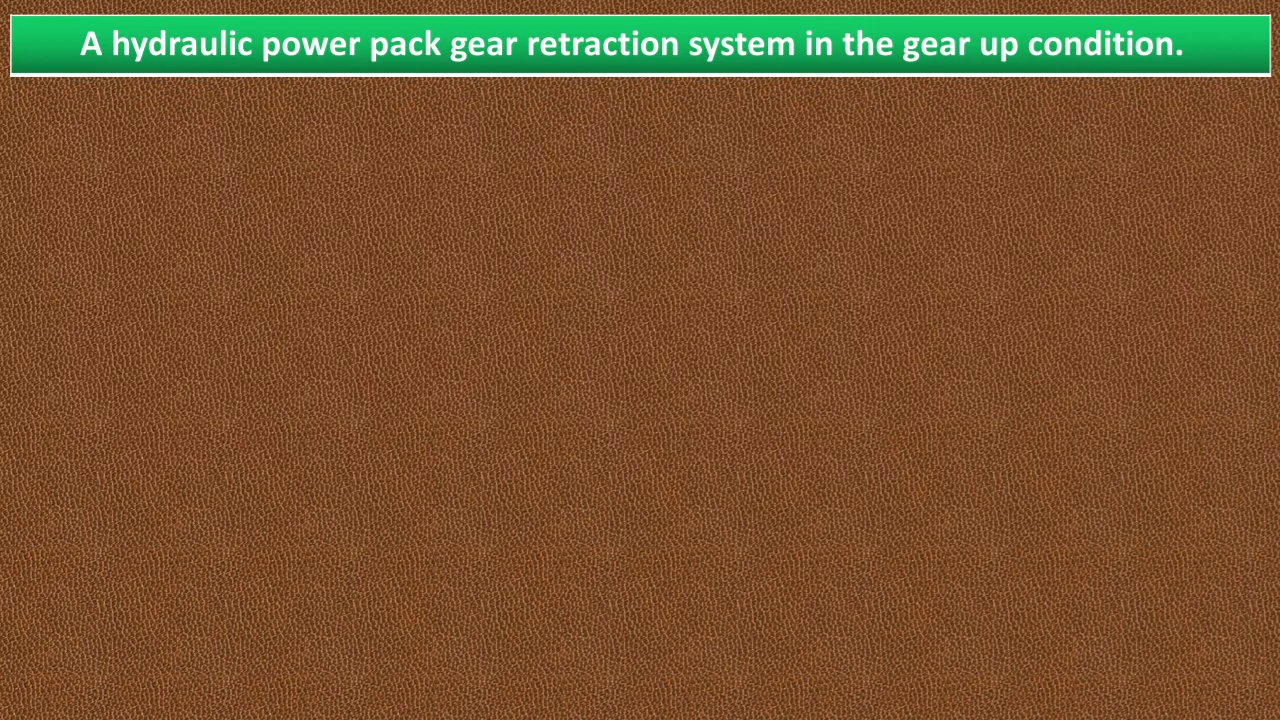 A hydraulic power pack gear retraction system in the gear up condition.